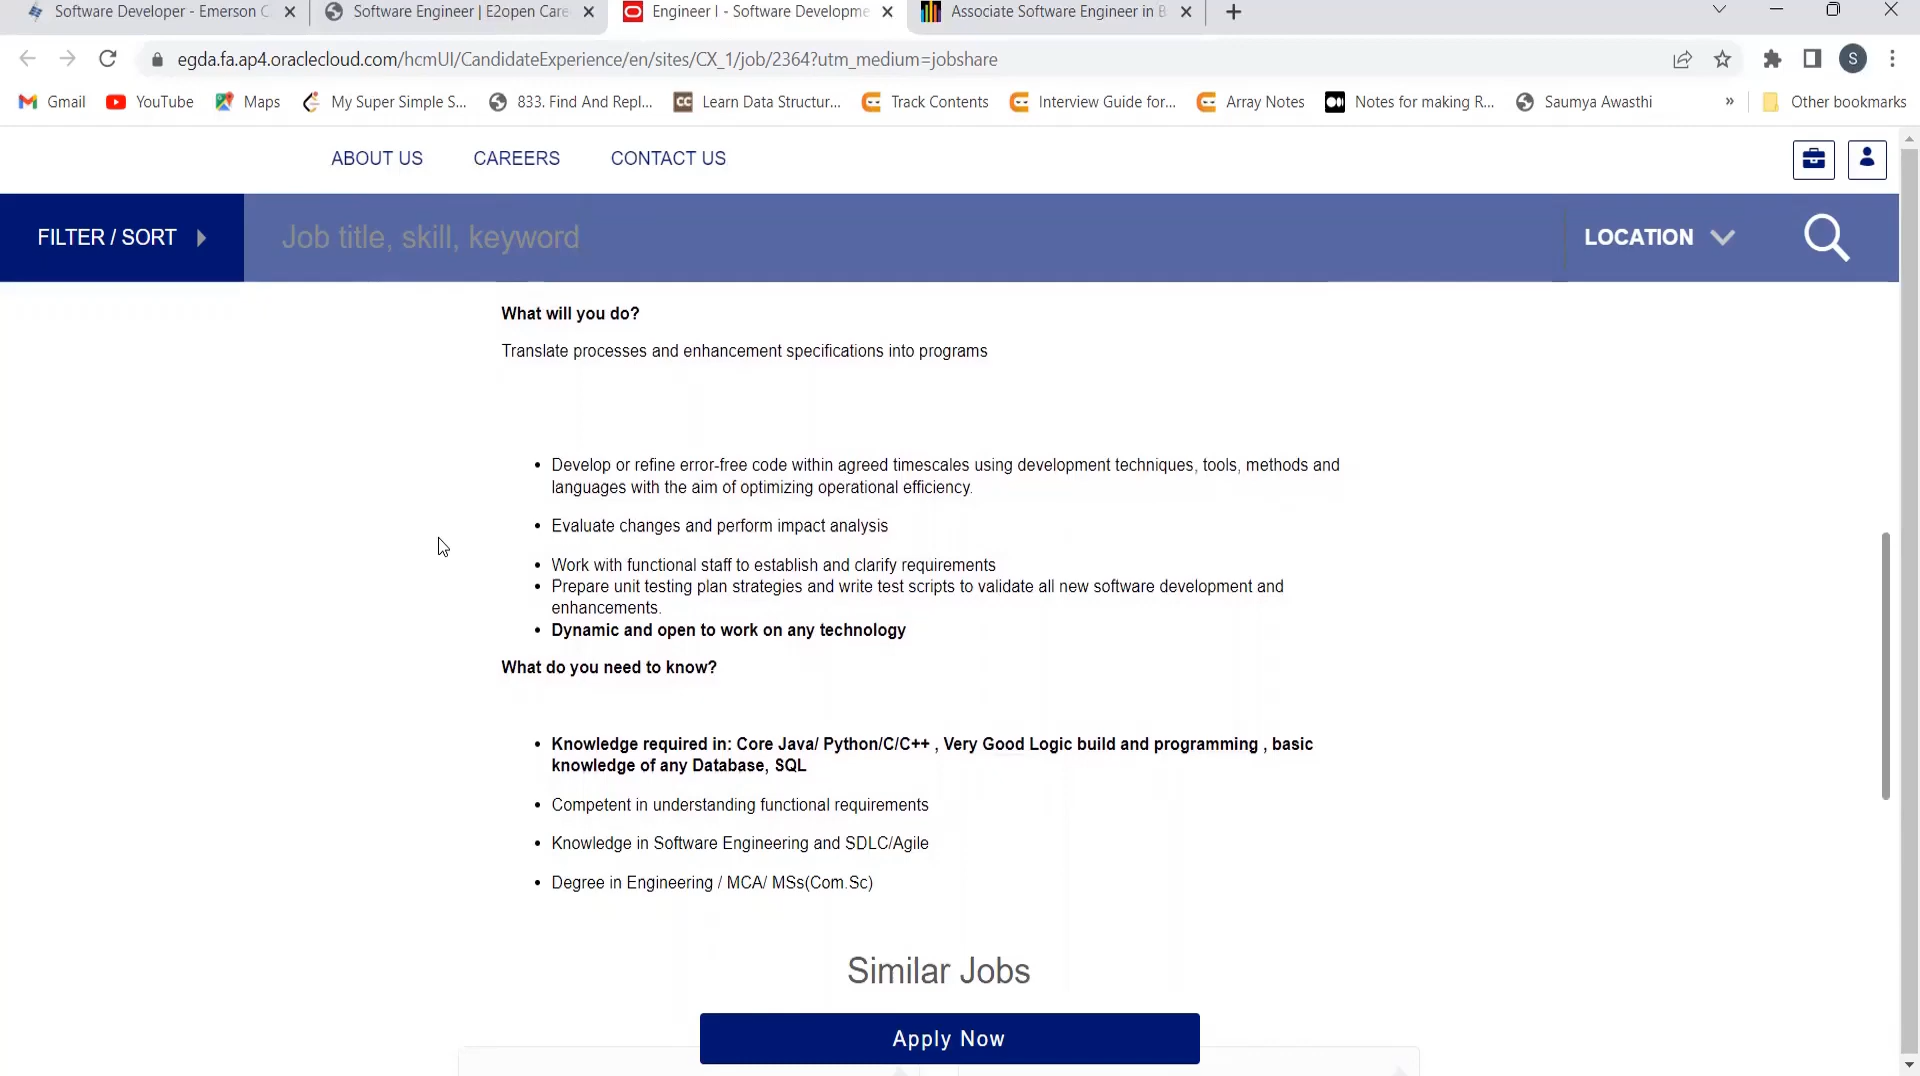 Software Developer - Emerson C
Software Engineer | E2open Care
Engineer I - Software Developme
Associate Software Engineer in B
egda.fa.ap4.oraclecloud.com/hcmUI/CandidateExperience/en/sites/CX_1/job/2364?utm_medium=jobshare
S
Gmail
YouTube
Maps
My Super Simple S...
833. Find And Repl...
CC
Learn Data Structur...
Track Contents
Interview Guide for...
Array Notes
Notes for making R...
Saumya Awasthi
»
Other bookmarks
ABOUT US
CAREERS
CONTACT US
FILTER / SORT
Job title, skill, keyword
LOCATION
What will you do?
Translate processes and enhancement specifications into programs
• Develop or refine error-free code within agreed timescales using development techniques, tools, methods and
languages with the aim of optimizing operational efficiency.
• Evaluate changes and perform impact analysis
• Work with functional staff to establish and clarify requirements
• Prepare unit testing plan strategies and write test scripts to validate all new software development and
enhancements.
• Dynamic and open to work on any technology
What do you need to know?
• Knowledge required in: Core Java/ Python/C/C++ , Very Good Logic build and programming , basic
knowledge of any Database, SQL
• Competent in understanding functional requirements
• Knowledge in Software Engineering and SDLC/Agile
• Degree in Engineering / MCA/ MSs(Com.Sc)
Similar Jobs
Apply Now